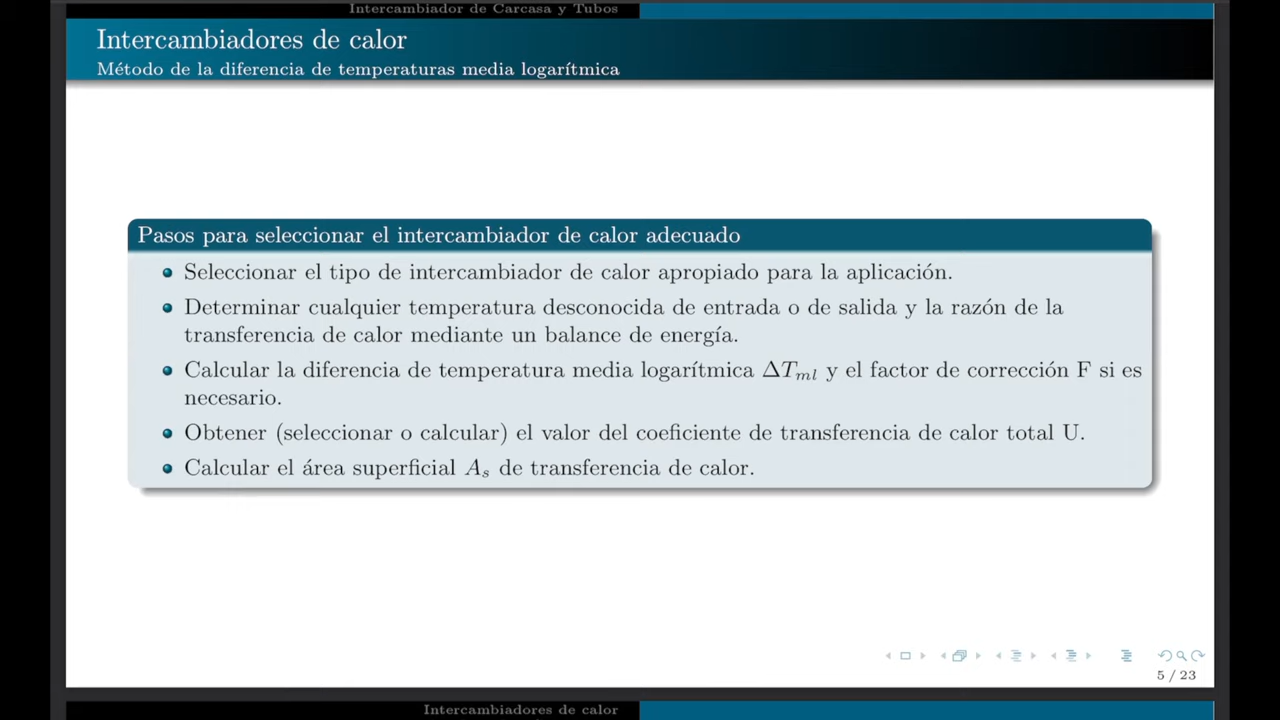 Intercambiador de Carcasa y Tubos
Intercambiadores de calor
Método de la diferencia de temperaturas media logarítmica
Pasos para seleccionar el intercambiador de calor adecuado
Seleccionar el tipo de intercambiador de calor apropiado para la aplicación.
Determinar cualquier temperatura desconocida de entrada o de salida y la razón de la
transferencia de calor mediante un balance de energía.
Calcular la diferencia de temperatura media logarítmica ΔTml y el factor de corrección F si es
necesario.
Obtener (seleccionar o calcular) el valor del coeficiente de transferencia de calor total U.
Calcular el área superficial As de transferencia de calor.
5 / 23
Intercambiadores de calor